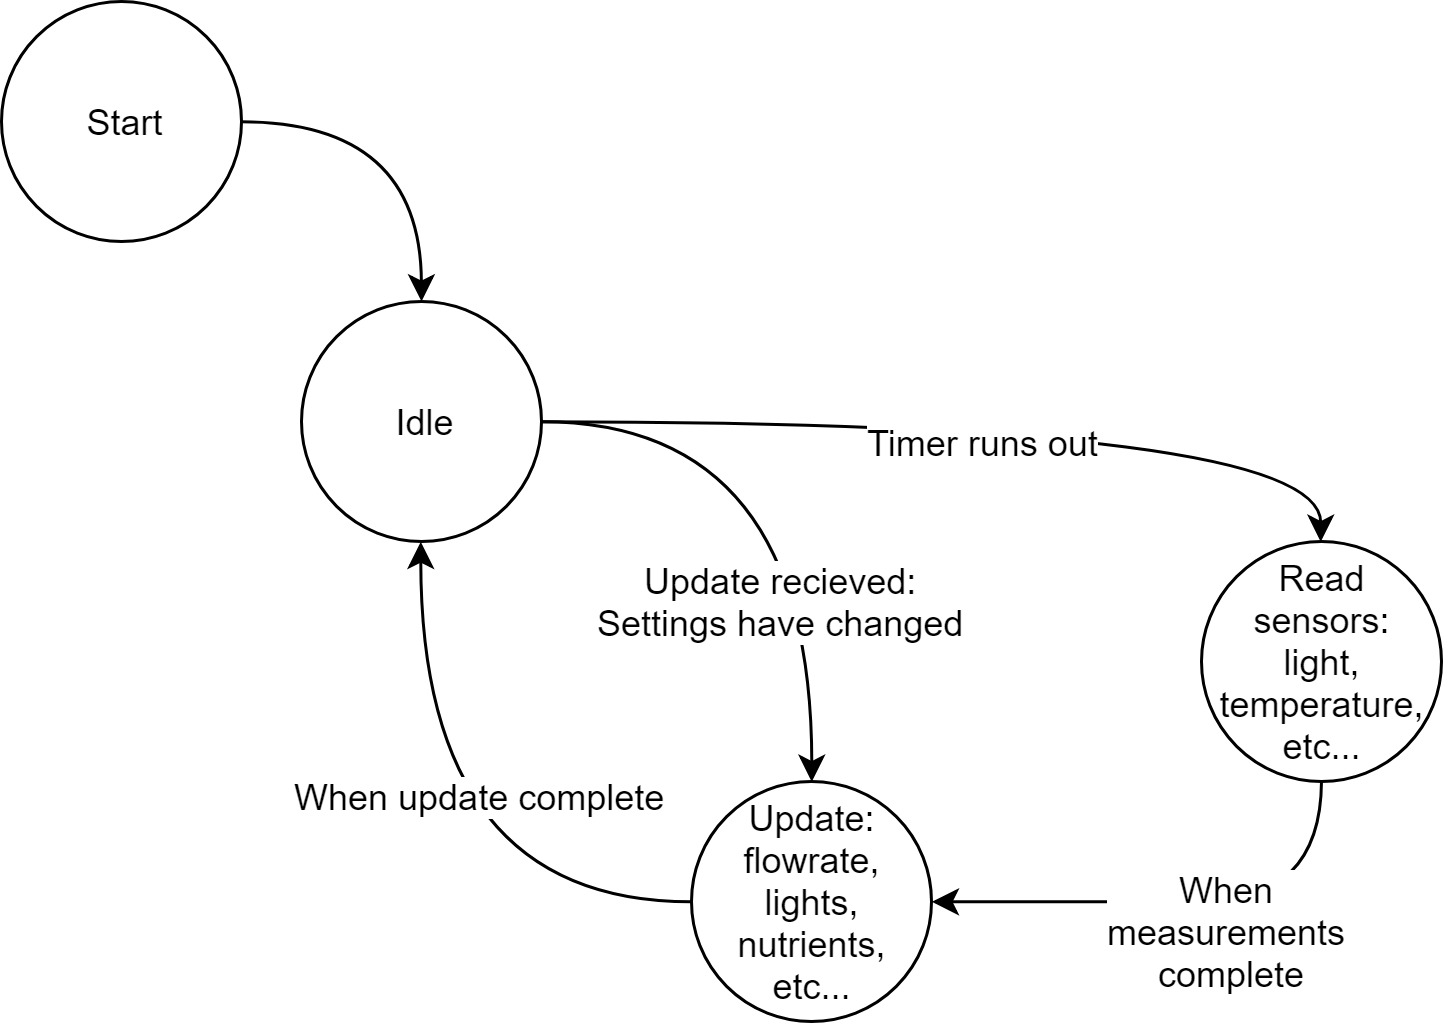 Start
Idle
Timer runs out
Update recieved:
Settings have changed
Read
sensors:
light,
temperature,
etc...
When update complete
Update:
flowrate,
lights,
nutrients,
etc...
When
measurements
complete